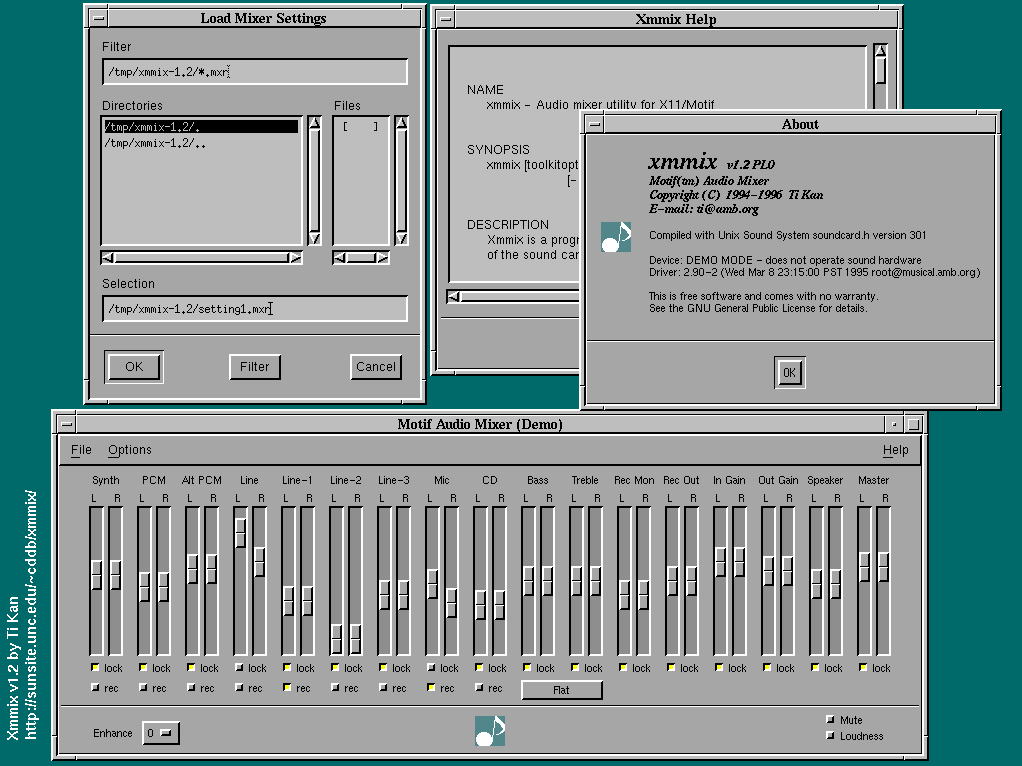 Load Mixer Settings
Filter
/tmp/xmmix-1.2/*.mxr
Directories Files
/tmp/xmmix-1.2/. [ ]
/tmp/xmmix-1.2/..
Selection
/tmp/xmmix-1.2/setting1.mxr
OK Filter Cancel
Xmmix Help
NAME
xmmix - Audio mixer utility for X11/Motif
SYNOPSIS
xmmix [toolkitopt
[-
DESCRIPTION
Xmmix is a progr
of the sound car
About
xmmix v1.2 PL0
Motif(tm) Audio Mixer
Copyright (C) 1994-1996 Ti Kan
E-mail: ti@amb.org
Compiled with Unix Sound System soundcard.h version 301
Device: DEMO MODE - does not operate sound hardware
Driver: 2.90-2 (Wed Mar 8 23:15:00 PST 1995 root@musical.amb.org)
This is free software and comes with no warranty.
See the GNU General Public License for details.
OK
Motif Audio Mixer (Demo)
File Options Help
Synth PCM Alt PCM Line Line-1 Line-2 Line-3 Mic CD Bass Treble Rec Mon Rec Out In Gain Out Gain Speaker Master
L R L R L R L R L R L R L R L R L R L R L R L R L R L R L R L R L R
lock lock lock lock lock lock lock lock lock lock lock lock lock lock lock lock lock
rec rec rec rec rec rec rec rec rec Flat
Enhance 0 Mute
Loudness
Xmmix v1.2 by Ti Kan
http://sunsite.unc.edu/~cddb/xmmix/